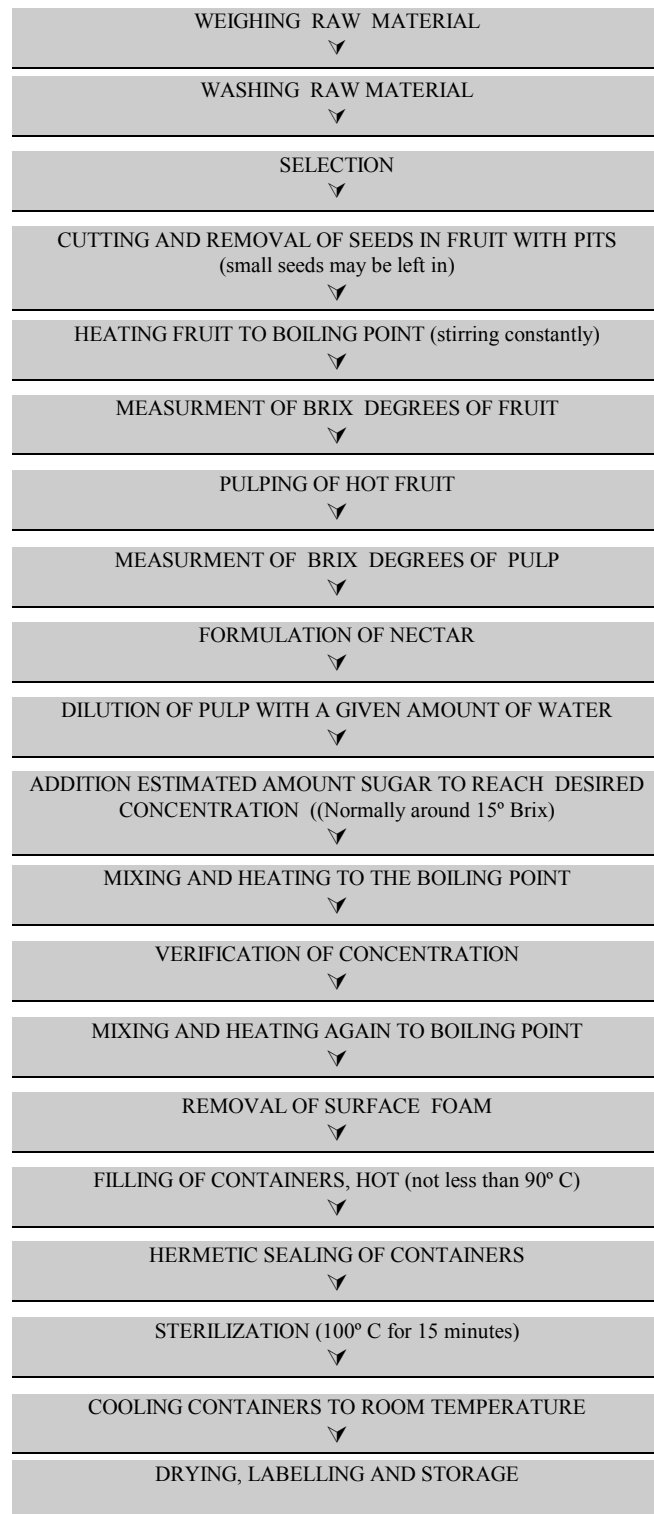 WEIGHING RAW MATERIAL
WASHING RAW MATERIAL
SELECTION
CUTTING AND REMOVAL OF SEEDS IN FRUIT WITH PITS
(small seeds may be left in)
HEATING FRUIT TO BOILING POINT (stirring constantly)
MEASURMENT OF BRIX DEGREES OF FRUIT
PULPING OF HOT FRUIT
MEASURMENT OF BRIX DEGREES OF PULP
FORMULATION OF NECTAR
DILUTION OF PULP WITH A GIVEN AMOUNT OF WATER
ADDITION ESTIMATED AMOUNT SUGAR TO REACH DESIRED
CONCENTRATION ((Normally around 15º Brix)
MIXING AND HEATING TO THE BOILING POINT
VERIFICATION OF CONCENTRATION
MIXING AND HEATING AGAIN TO BOILING POINT
REMOVAL OF SURFACE FOAM
FILLING OF CONTAINERS, HOT (not less than 90º C)
HERMETIC SEALING OF CONTAINERS
STERILIZATION (100º C for 15 minutes)
COOLING CONTAINERS TO ROOM TEMPERATURE
DRYING, LABELLING AND STORAGE